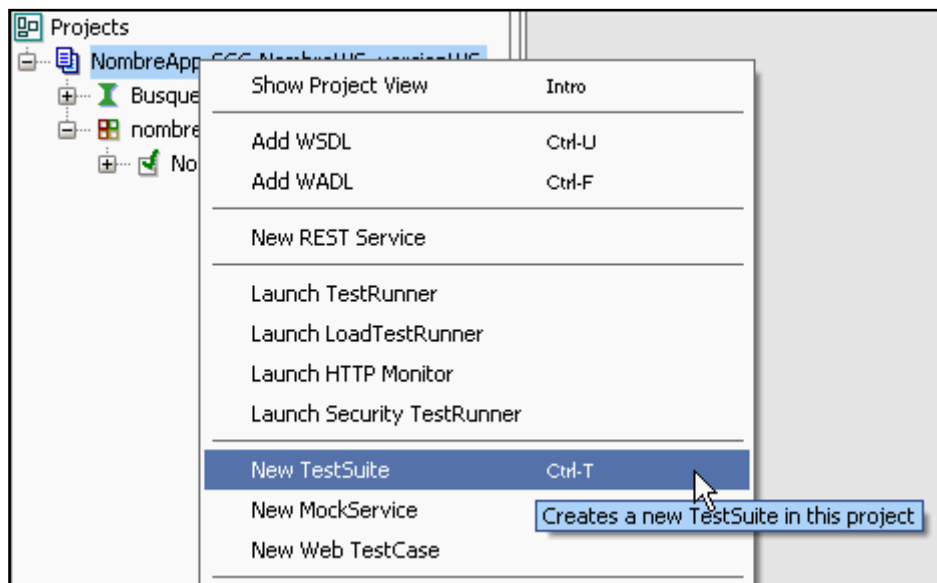 Projects
NombreApp_SCC_NombreWS_versionWS
Busque
nombre
No
Show Project View Intro
Add WSDL Ctrl-U
Add WADL Ctrl-F
New REST Service
Launch TestRunner
Launch LoadTestRunner
Launch HTTP Monitor
Launch Security TestRunner
New TestSuite Ctrl-T
New MockService
Creates a new TestSuite in this project
New Web TestCase